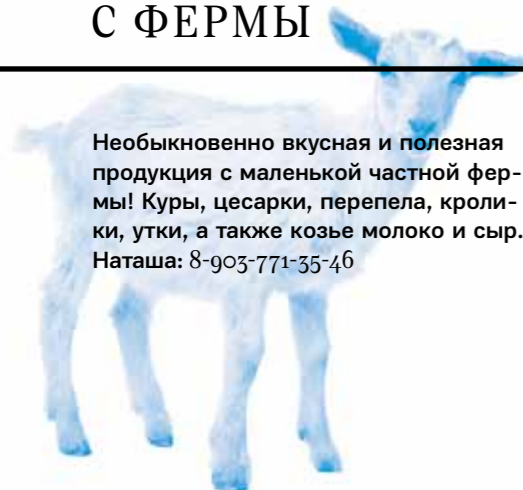 С ФЕРМЫ
Необыкновенно вкусная и полезная
продукция с маленькой частной фер-
мы! Куры, цесарки, перепела, кроли-
ки, утки, а также козье молоко и сыр.
Наташа: 8-903-771-35-46